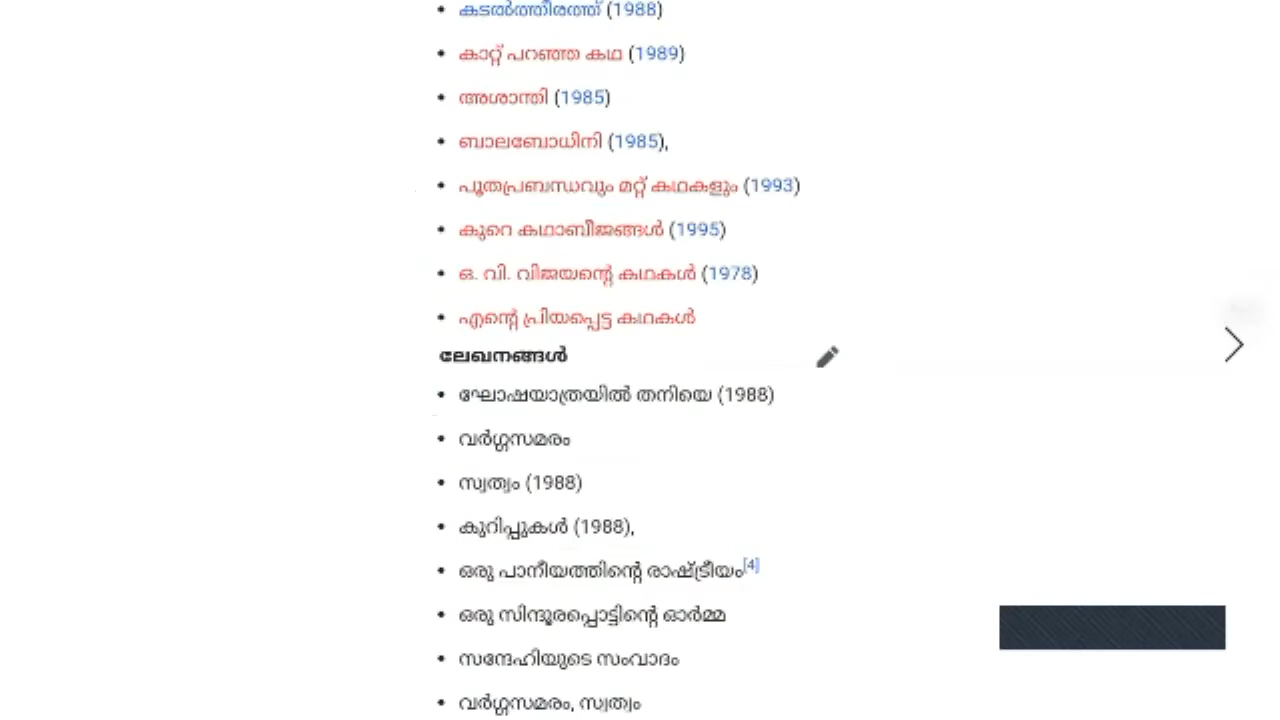 • കടൽത്തീരത്ത് (1988)
• കാറ്റ് പറഞ്ഞ കഥ (1989)
• അശാന്തി (1985)
• ബാലബോധിനി (1985),
• പൂതപ്രബന്ധവും മറ്റ് കഥകളും (1993)
• കുറെ കഥാബീജങ്ങൾ (1995)
• ഒ. വി. വിജയന്റെ കഥകൾ (1978)
• എന്റെ പ്രിയപ്പെട്ട കഥകൾ
ലേഖനങ്ങൾ
• ഘോഷയാത്രയിൽ തനിയെ (1988)
• വർഗ്ഗസമരം
• സ്വത്വം (1988)
• കുറിപ്പുകൾ (1988),
• ഒരു പാനീയത്തിന്റെ രാഷ്ട്രീയം[4]
• ഒരു സിന്ദൂരപ്പൊട്ടിന്റെ ഓർമ്മ
• സന്ദേഹിയുടെ സംവാദം
• വർഗ്ഗസമരം, സ്വത്വം